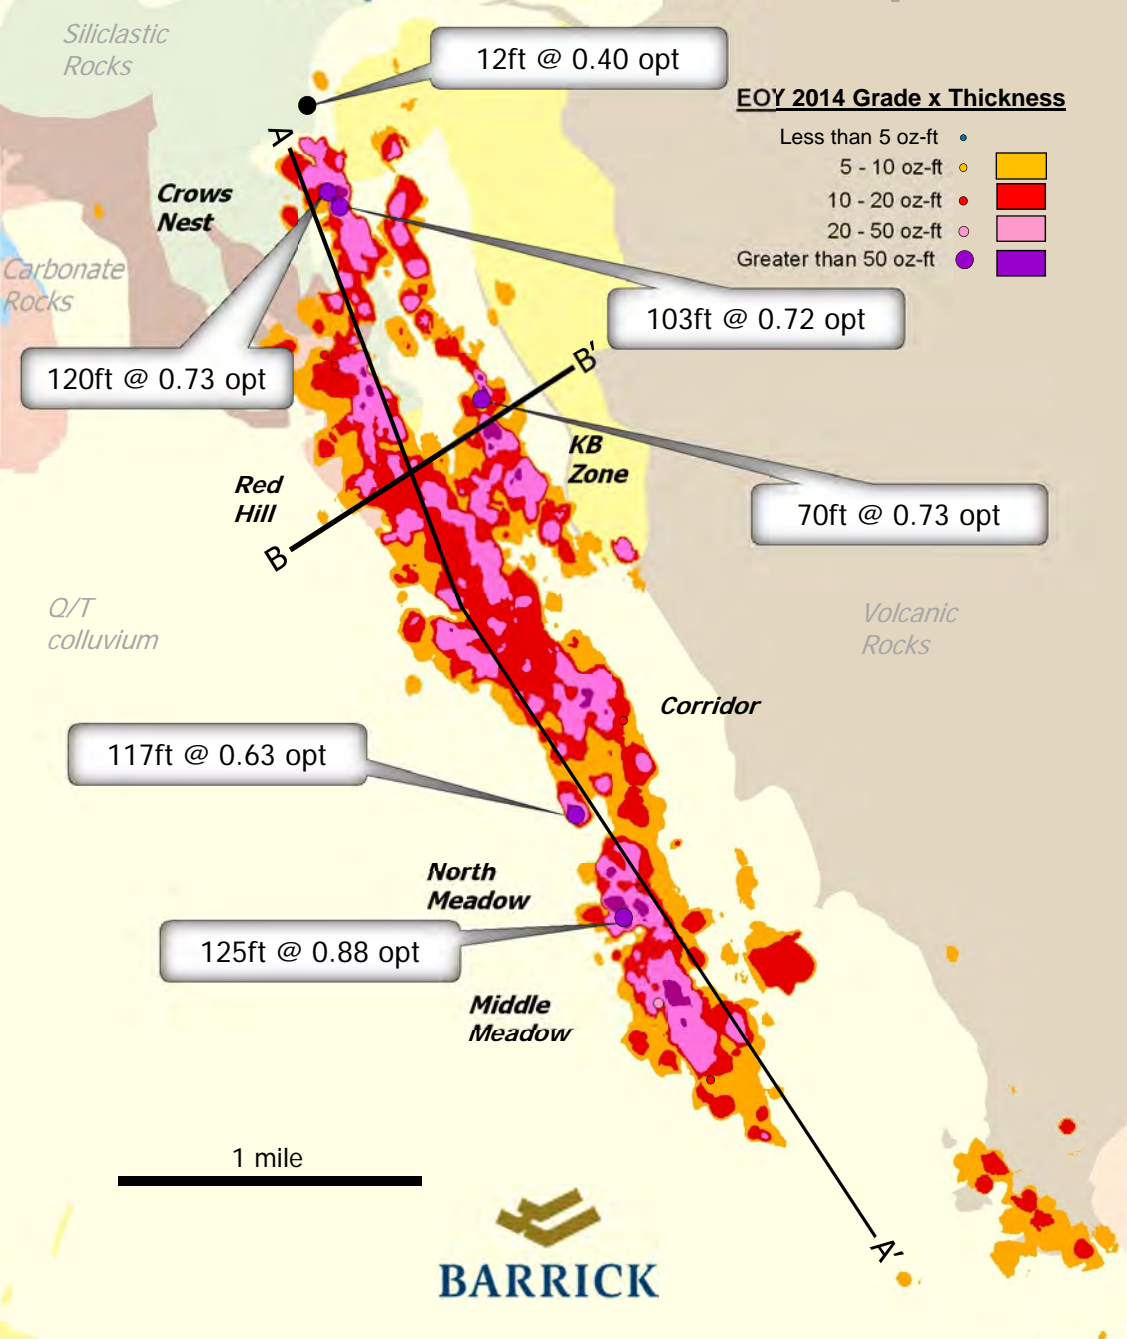 Siliclastic
Rocks
12ft @ 0.40 opt
EOY 2014 Grade x Thickness
Less than 5 oz-ft
5 - 10 oz-ft
10 - 20 oz-ft
20 - 50 oz-ft
Greater than 50 oz-ft
A
Crows
Nest
Carbonate
Rocks
103ft @ 0.72 opt
120ft @ 0.73 opt
B'
KB
Zone
Red
Hill
70ft @ 0.73 opt
B
Q/T
colluvium
Volcanic
Rocks
Corridor
117ft @ 0.63 opt
North
Meadow
125ft @ 0.88 opt
Middle
Meadow
1 mile
A'
BARRICK